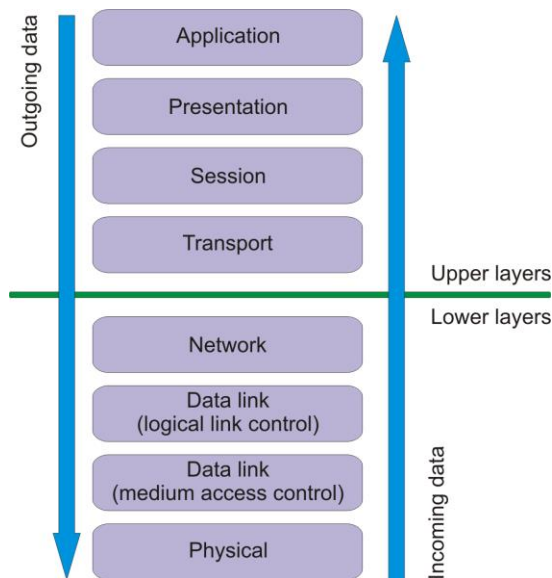 Outgoing data
Application
Presentation
Session
Transport
Upper layers
Lower layers
Network
Data link
(logical link control)
Data link
(medium access control)
Physical
Incoming data